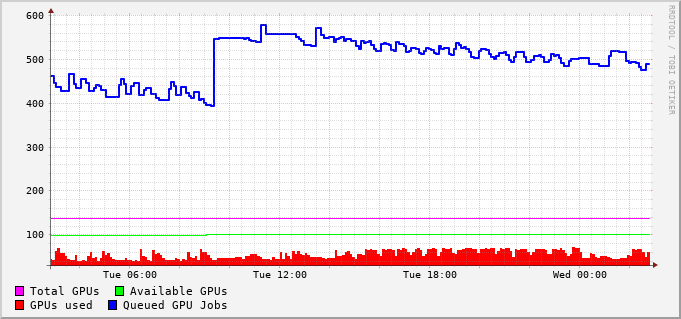 600
500
400
300
200
100
Tue 06:00 Tue 12:00 Tue 18:00 Wed 00:00
Total GPUs Available GPUs
GPUs used Queued GPU Jobs
RRDTOOL / TOBI OETIKER